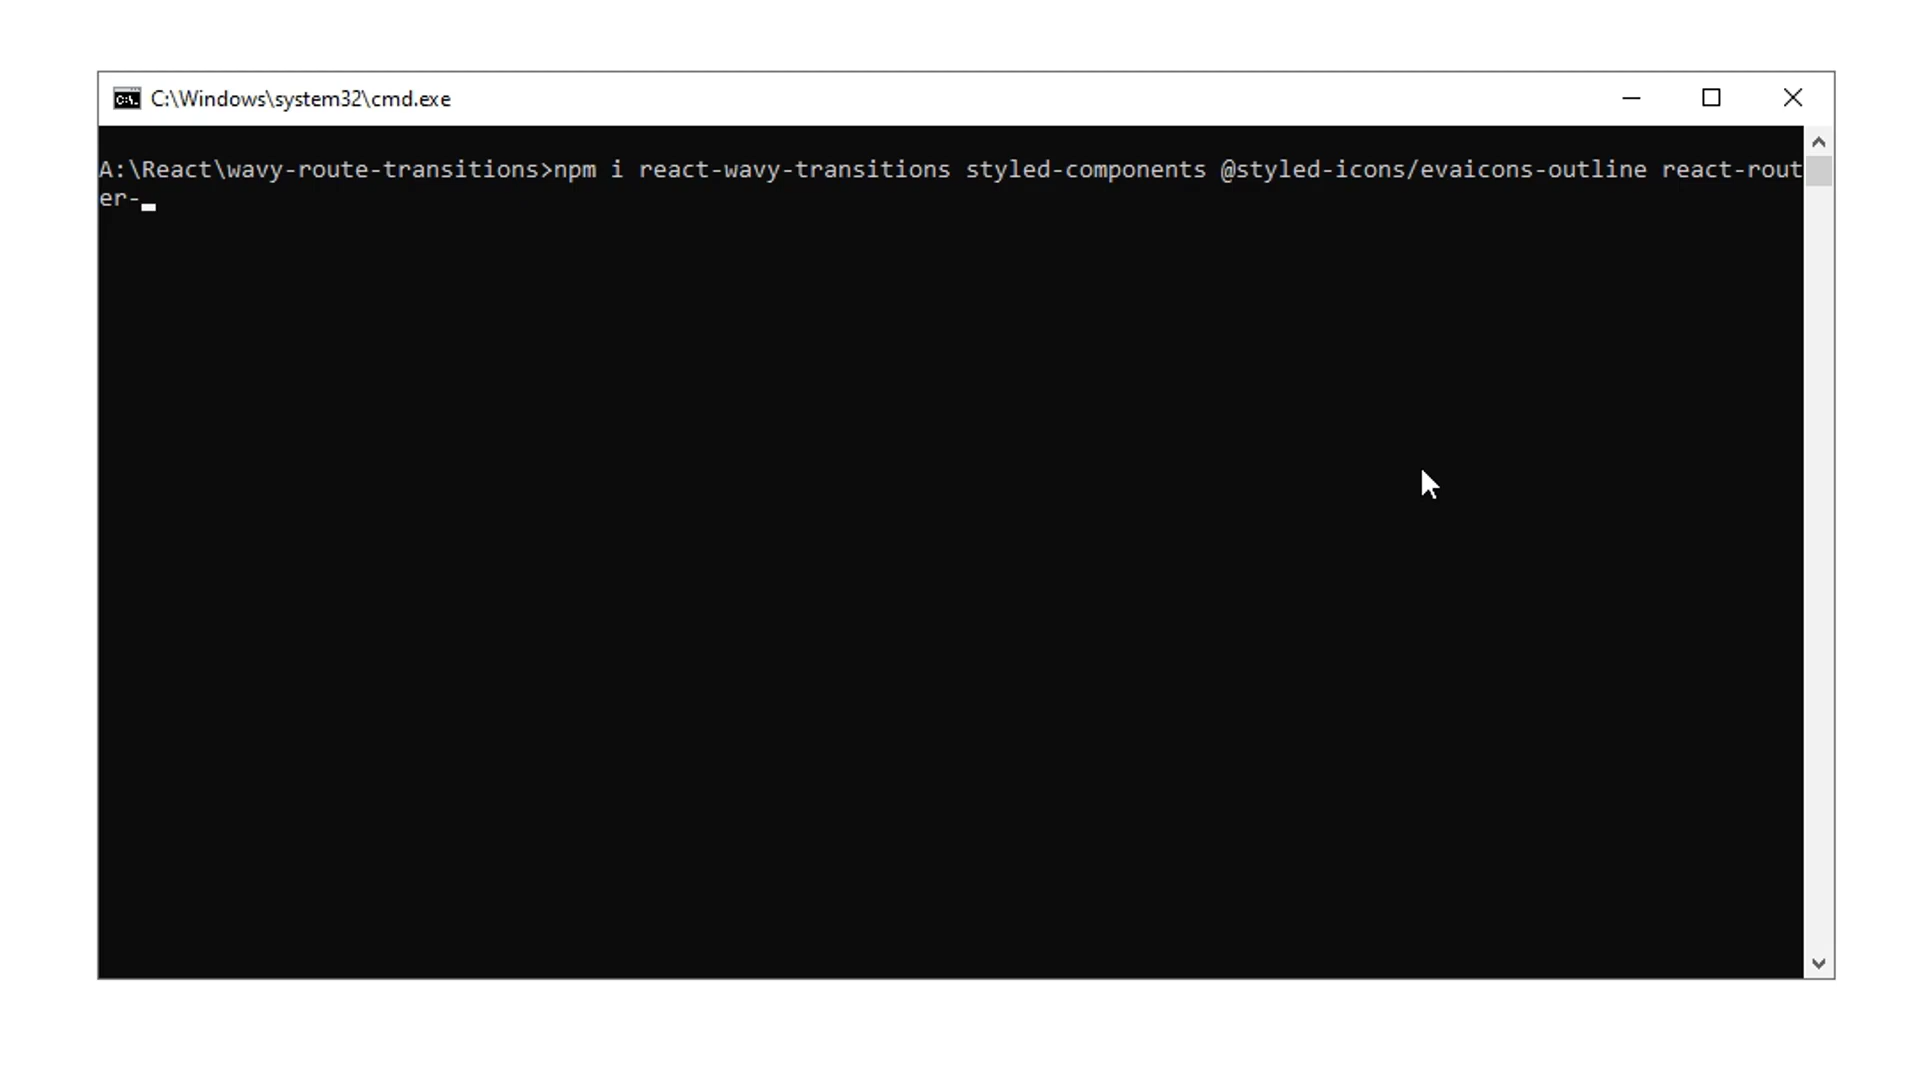 C:\Windows\system32\cmd.exe
A:\React\wavy-route-transitions>npm i react-wavy-transitions styled-components @styled-icons/evaicons-outline react-rout
er-